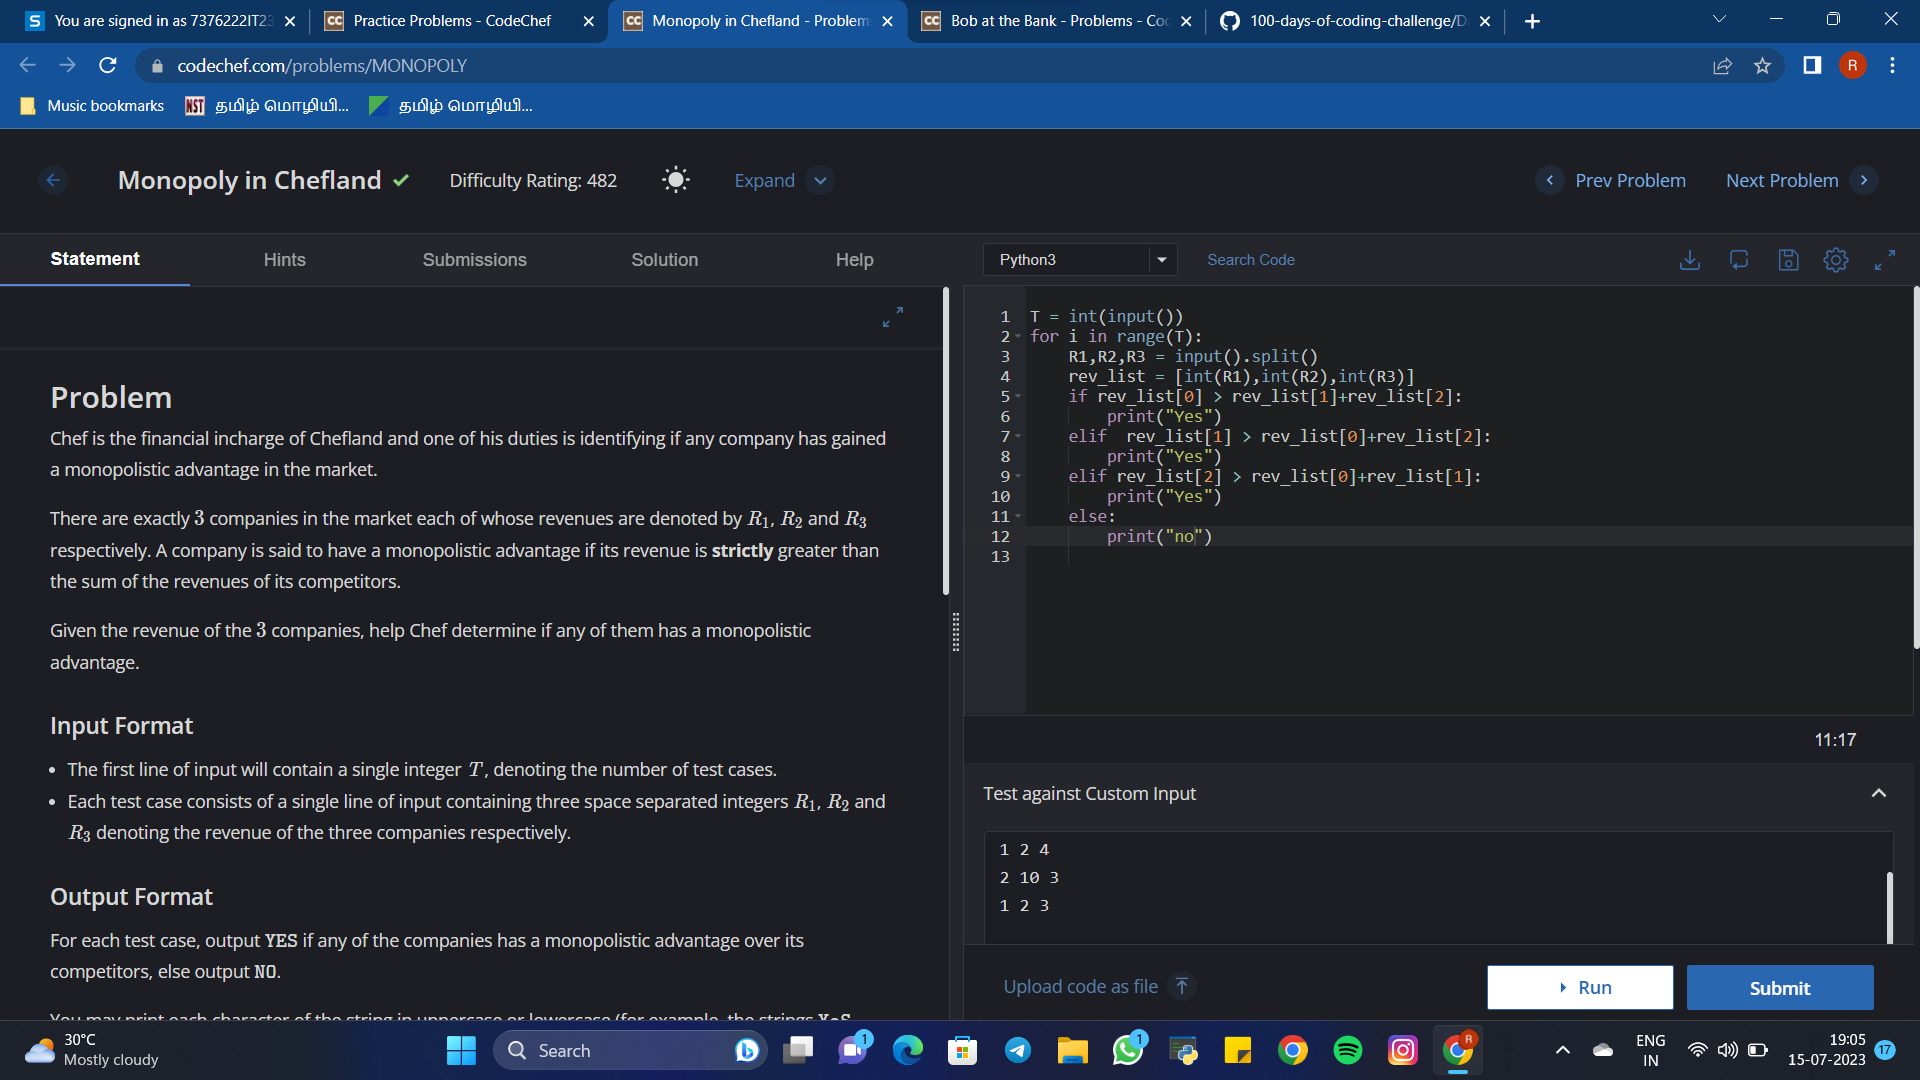 You are signed in as 7376222IT23
Practice Problems - CodeChef
Monopoly in Chefland - Problem
Bob at the Bank - Problems - Coc
100-days-of-coding-challenge/D
codechef.com/problems/MONOPOLY
R
Music bookmarks
NST தமிழ் மொழியி...
தமிழ் மொழியி...
Monopoly in Chefland
Difficulty Rating: 482
Expand
Prev Problem
Next Problem
Statement
Hints
Submissions
Solution
Help
Python3
Search Code
Problem
Chef is the financial incharge of Chefland and one of his duties is identifying if any company has gained
a monopolistic advantage in the market.
There are exactly 3 companies in the market each of whose revenues are denoted by R1, R2 and R3
respectively. A company is said to have a monopolistic advantage if its revenue is strictly greater than
the sum of the revenues of its competitors.
Given the revenue of the 3 companies, help Chef determine if any of them has a monopolistic
advantage.
Input Format
• The first line of input will contain a single integer T, denoting the number of test cases.
• Each test case consists of a single line of input containing three space separated integers R1, R2 and
R3 denoting the revenue of the three companies respectively.
Output Format
For each test case, output YES if any of the companies has a monopolistic advantage over its
competitors, else output NO.
You may print each character of the string in uppercase or lowercase (for example, the strings YeS,
1 T = int(input())
2 for i in range(T):
3 R1,R2,R3 = input().split()
4 rev_list = [int(R1),int(R2),int(R3)]
5 if rev_list[0] > rev_list[1]+rev_list[2]:
6 print("Yes")
7 elif  rev_list[1] > rev_list[0]+rev_list[2]:
8 print("Yes")
9 elif rev_list[2] > rev_list[0]+rev_list[1]:
10 print("Yes")
11 else:
12 print("no")
13
11:17
Test against Custom Input
1 2 4
2 10 3
1 2 3
Upload code as file
Run
Submit
30°C
Mostly cloudy
Search
1
1
R
ENG
IN
19:05
15-07-2023
17